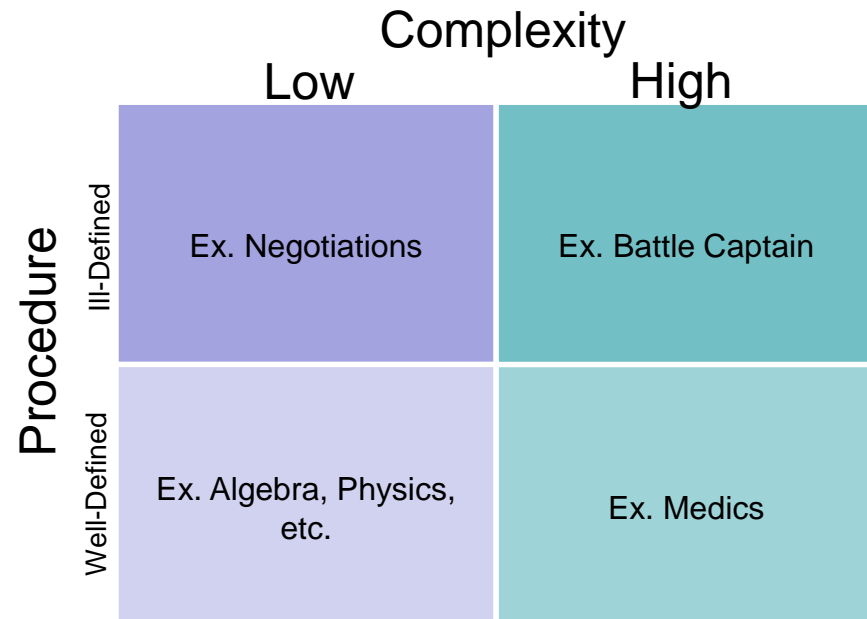 Complexity
Low High
Procedure
Ill-Defined
Ex. Negotiations
Ex. Battle Captain
Well-Defined
Ex. Algebra, Physics,
etc.
Ex. Medics